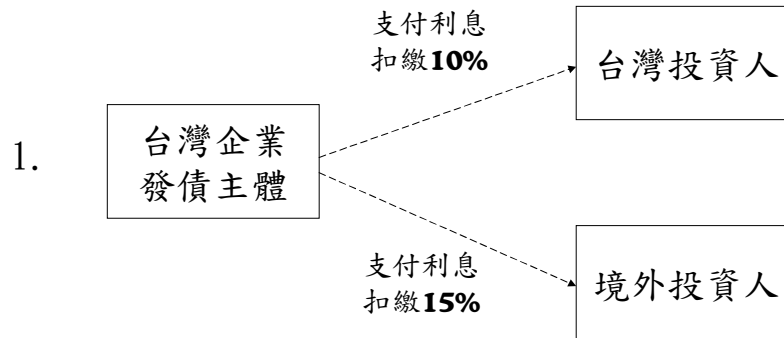 支付利息
扣繳10%
台灣投資人
1.
台灣企業
發債主體
支付利息
扣繳15%
境外投資人